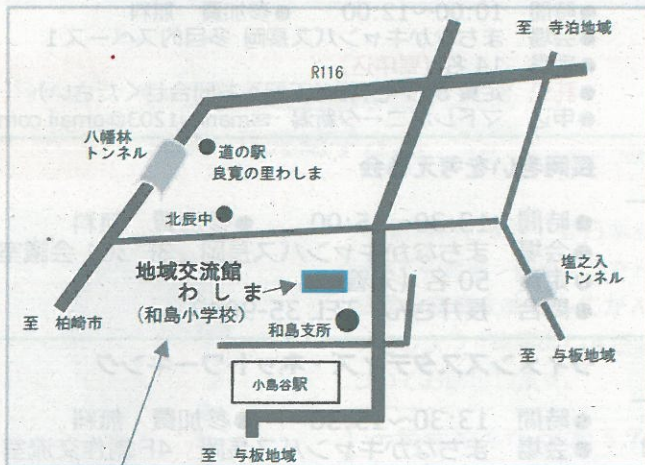 至 寺泊地域
R116
八幡林
トンネル
道の駅
良寛の里わしま
北辰中
地域交流館
わしま
(和島小学校)
塩之入
トンネル
至 柏崎市
和島支所
至 与板地域
小島谷駅
至 与板地域